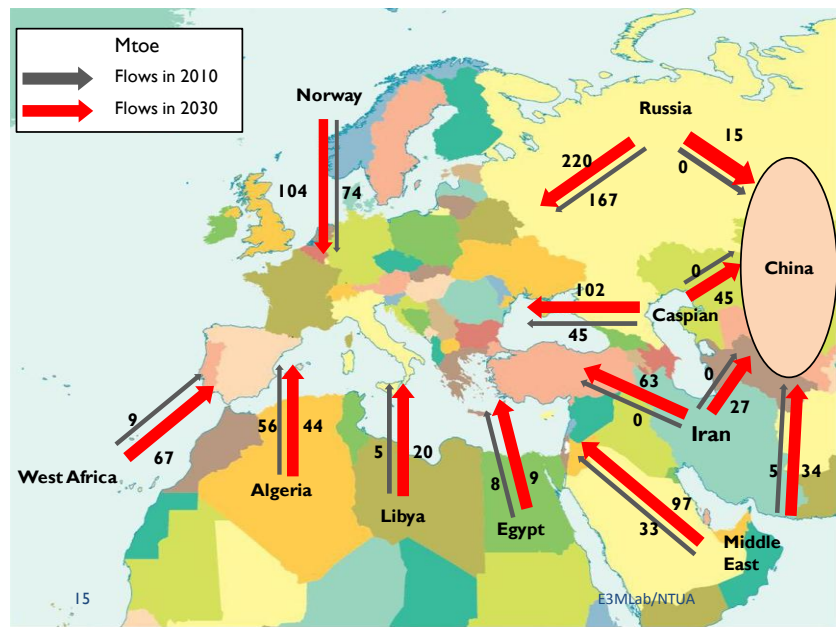 Mtoe
Flows in 2010
Flows in 2030
Norway
Russia
15
220
0
104
74
167
China
0
102
45
Caspian
45
9
63
0
27
Iran
0
67
56
44
5
20
8
9
5
34
West Africa
Algeria
Libya
Egypt
97
33
Middle
East
15
E3MLab/NTUA